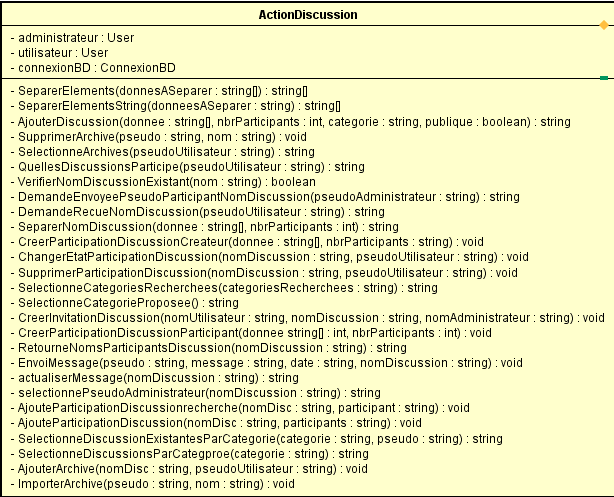 ActionDiscussion
- administrateur : User
- utilisateur : User
- connexionBD : ConnexionBD
- SeparerElements(donnesASeparer : string[]) : string[]
- SeparerElementsString(donneesASeparer : string) : string[]
- AjouterDiscussion(donnee : string[], nbrParticipants : int, categorie : string, publique : boolean) : string
- SupprimerArchive(pseudo : string, nom : string) : void
- SelectionneArchives(pseudoUtilisateur : string) : string
- QuellesDiscussionsParticipe(pseudoUtilisateur : string) : string
- VerifierNomDiscussionExistant(nom : string) : boolean
- DemandeEnvoyeePseudoParticipantNomDiscussion(pseudoAdministrateur : string) : string
- DemandeRecueNomDiscussion(pseudoUtilisateur : string) : string
- SeparerNomDiscussion(donnee : string[], nbrParticipants : int) : string
- CreerParticipationDiscussionCreateur(donnee : string[], nbrParticipants : string) : void
- ChangerEtatParticipationDiscussion(nomDiscussion : string, pseudoUtilisateur : string) : void
- SupprimerParticipationDiscussion(nomDiscussion : string, pseudoUtilisateur : string) : void
- SelectionneCategoriesRecherchees(categoriesRecherchees : string) : string
- SelectionneCategorieProposee() : string
- CreerInvitationDiscussion(nomUtilisateur : string, nomDiscussion : string, nomAdministrateur : string) : void
- CreerParticipationDiscussionParticipant(donnee string[] : int, nbrParticipants : int) : void
- RetourneNomsParticipantsDiscussion(nomDiscussion : string) : string
- EnvoiMessage(pseudo : string, message : string, date : string, nomDiscussion : string) : void
- actualiserMessage(nomDiscussion : string) : string
- selectionnePseudoAdministrateur(nomDiscussion : string) : string
- AjouteParticipationDiscussionrecherche(nomDisc : string, participant : string) : void
- AjouteParticipationDiscussion(nomDisc : string, participants : string) : void
- SelectionneDiscussionExistantesParCategorie(categorie : string, pseudo : string) : string
- SelectionneDiscussionsParCategproe(categorie : string) : string
- AjouterArchive(nomDisc : string, pseudoUtilisateur : string) : void
- ImporterArchive(pseudo : string, nom : string) : void